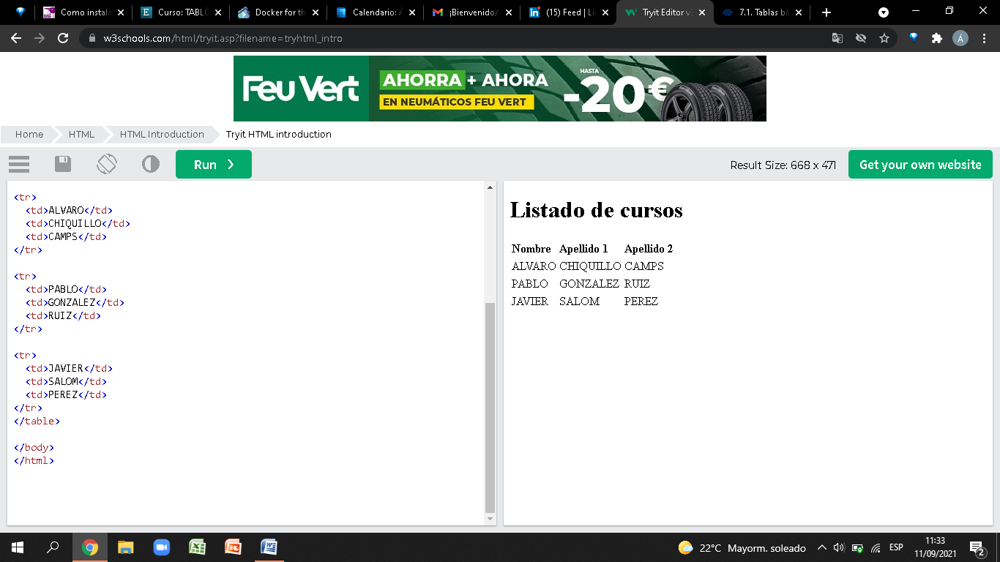 Como instala
Curso: TABL
Docker for th
Calendario: A
¡Bienvenido/
(15) Feed | Li
Tryit Editor v
7.1. Tablas bá
w3schools.com/html/tryit.asp?filename=tryhtml_intro
Á
Feu Vert
AHORRA + AHORA
EN NEUMÁTICOS FEU VERT
HASTA
-20€
Home
HTML
HTML Introduction
Tryit HTML introduction
Run
Result Size: 668 x 471
Get your own website
<tr>
<td>ALVARO</td>
<td>CHIQUILLO</td>
<td>CAMPS</td>
</tr>
<tr>
<td>PABLO</td>
<td>GONZALEZ</td>
<td>RUIZ</td>
</tr>
<tr>
<td>JAVIER</td>
<td>SALOM</td>
<td>PEREZ</td>
</tr>
</table>
</body>
</html>
Listado de cursos
Nombre Apellido 1 Apellido 2
ALVARO CHIQUILLO CAMPS
PABLO GONZALEZ RUIZ
JAVIER SALOM PEREZ
22°C Mayorm. soleado
ESP
11:33
11/09/2021
2